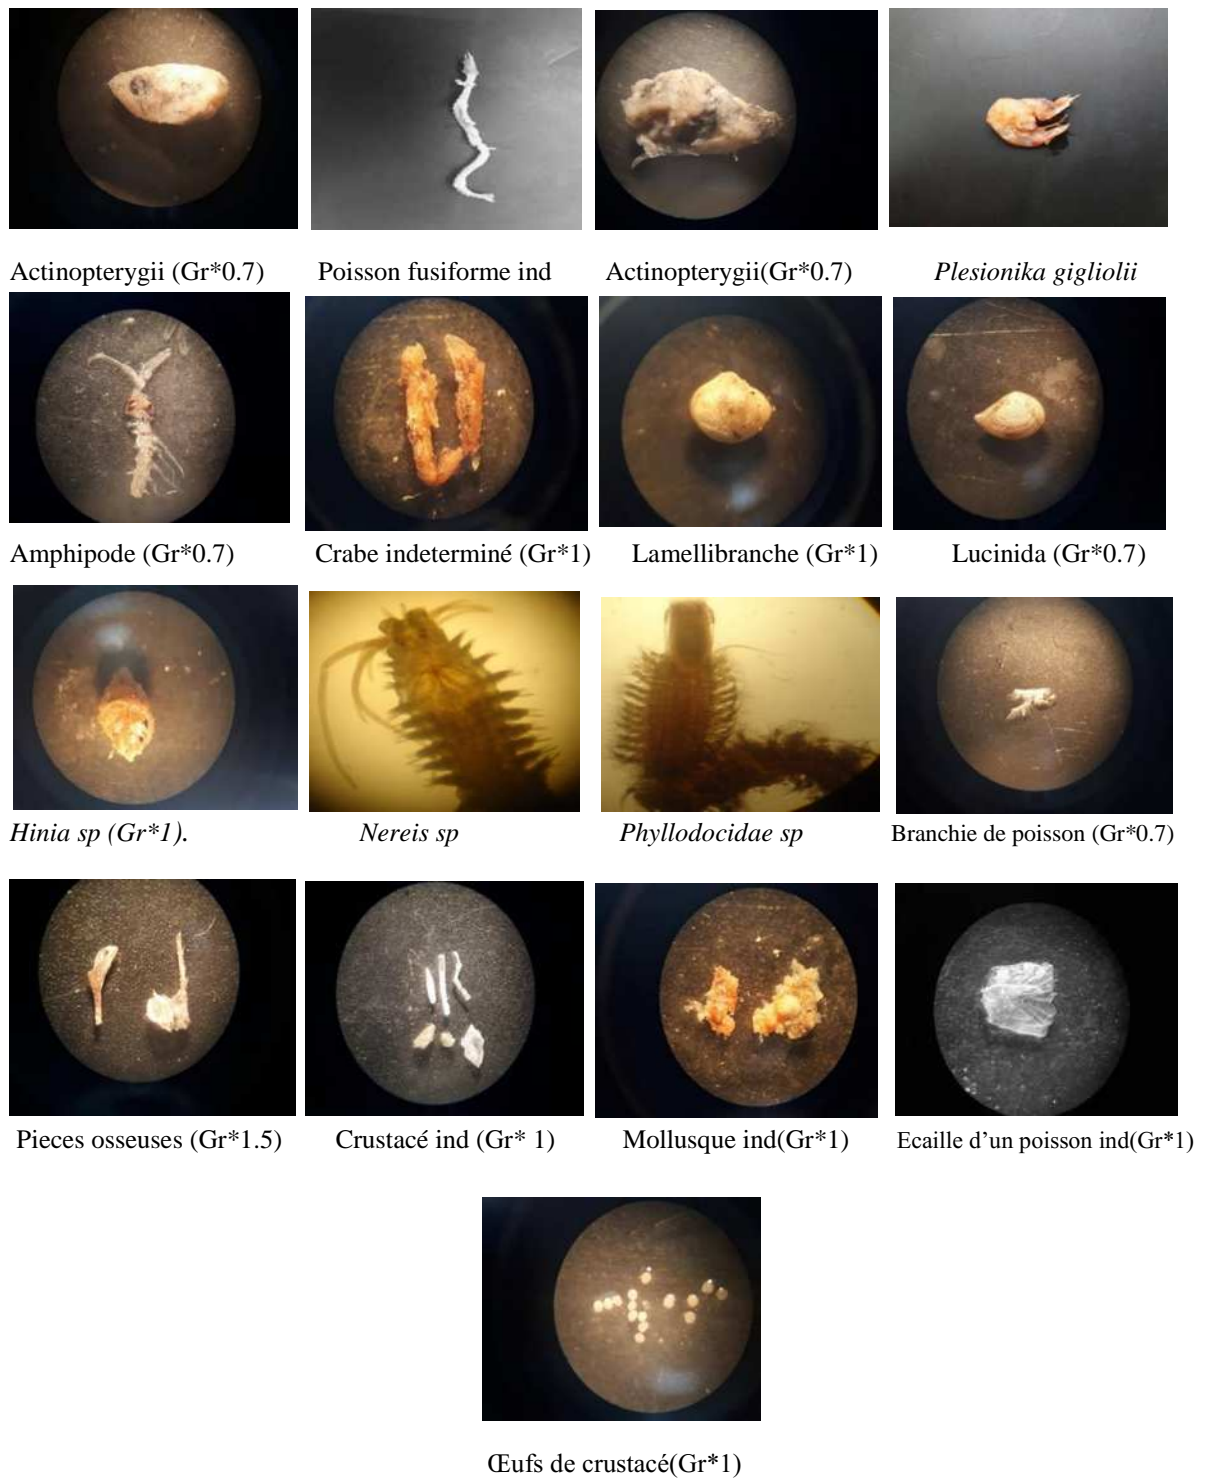 Actinopterygii (Gr*0.7) Poisson fusiforme ind Actinopterygii(Gr*0.7) Plesionika gigliolii
Amphipode (Gr*0.7) Crabe indeterminé (Gr*1) Lamellibranche (Gr*1) Lucinida (Gr*0.7)
Hinia sp (Gr*1). Nereis sp Phyllodocidae sp Branchie de poisson (Gr*0.7)
Pieces osseuses (Gr*1.5) Crustacé ind (Gr* 1) Mollusque ind(Gr*1) Ecaille d’un poisson ind(Gr*1)
Œufs de crustacé(Gr*1)